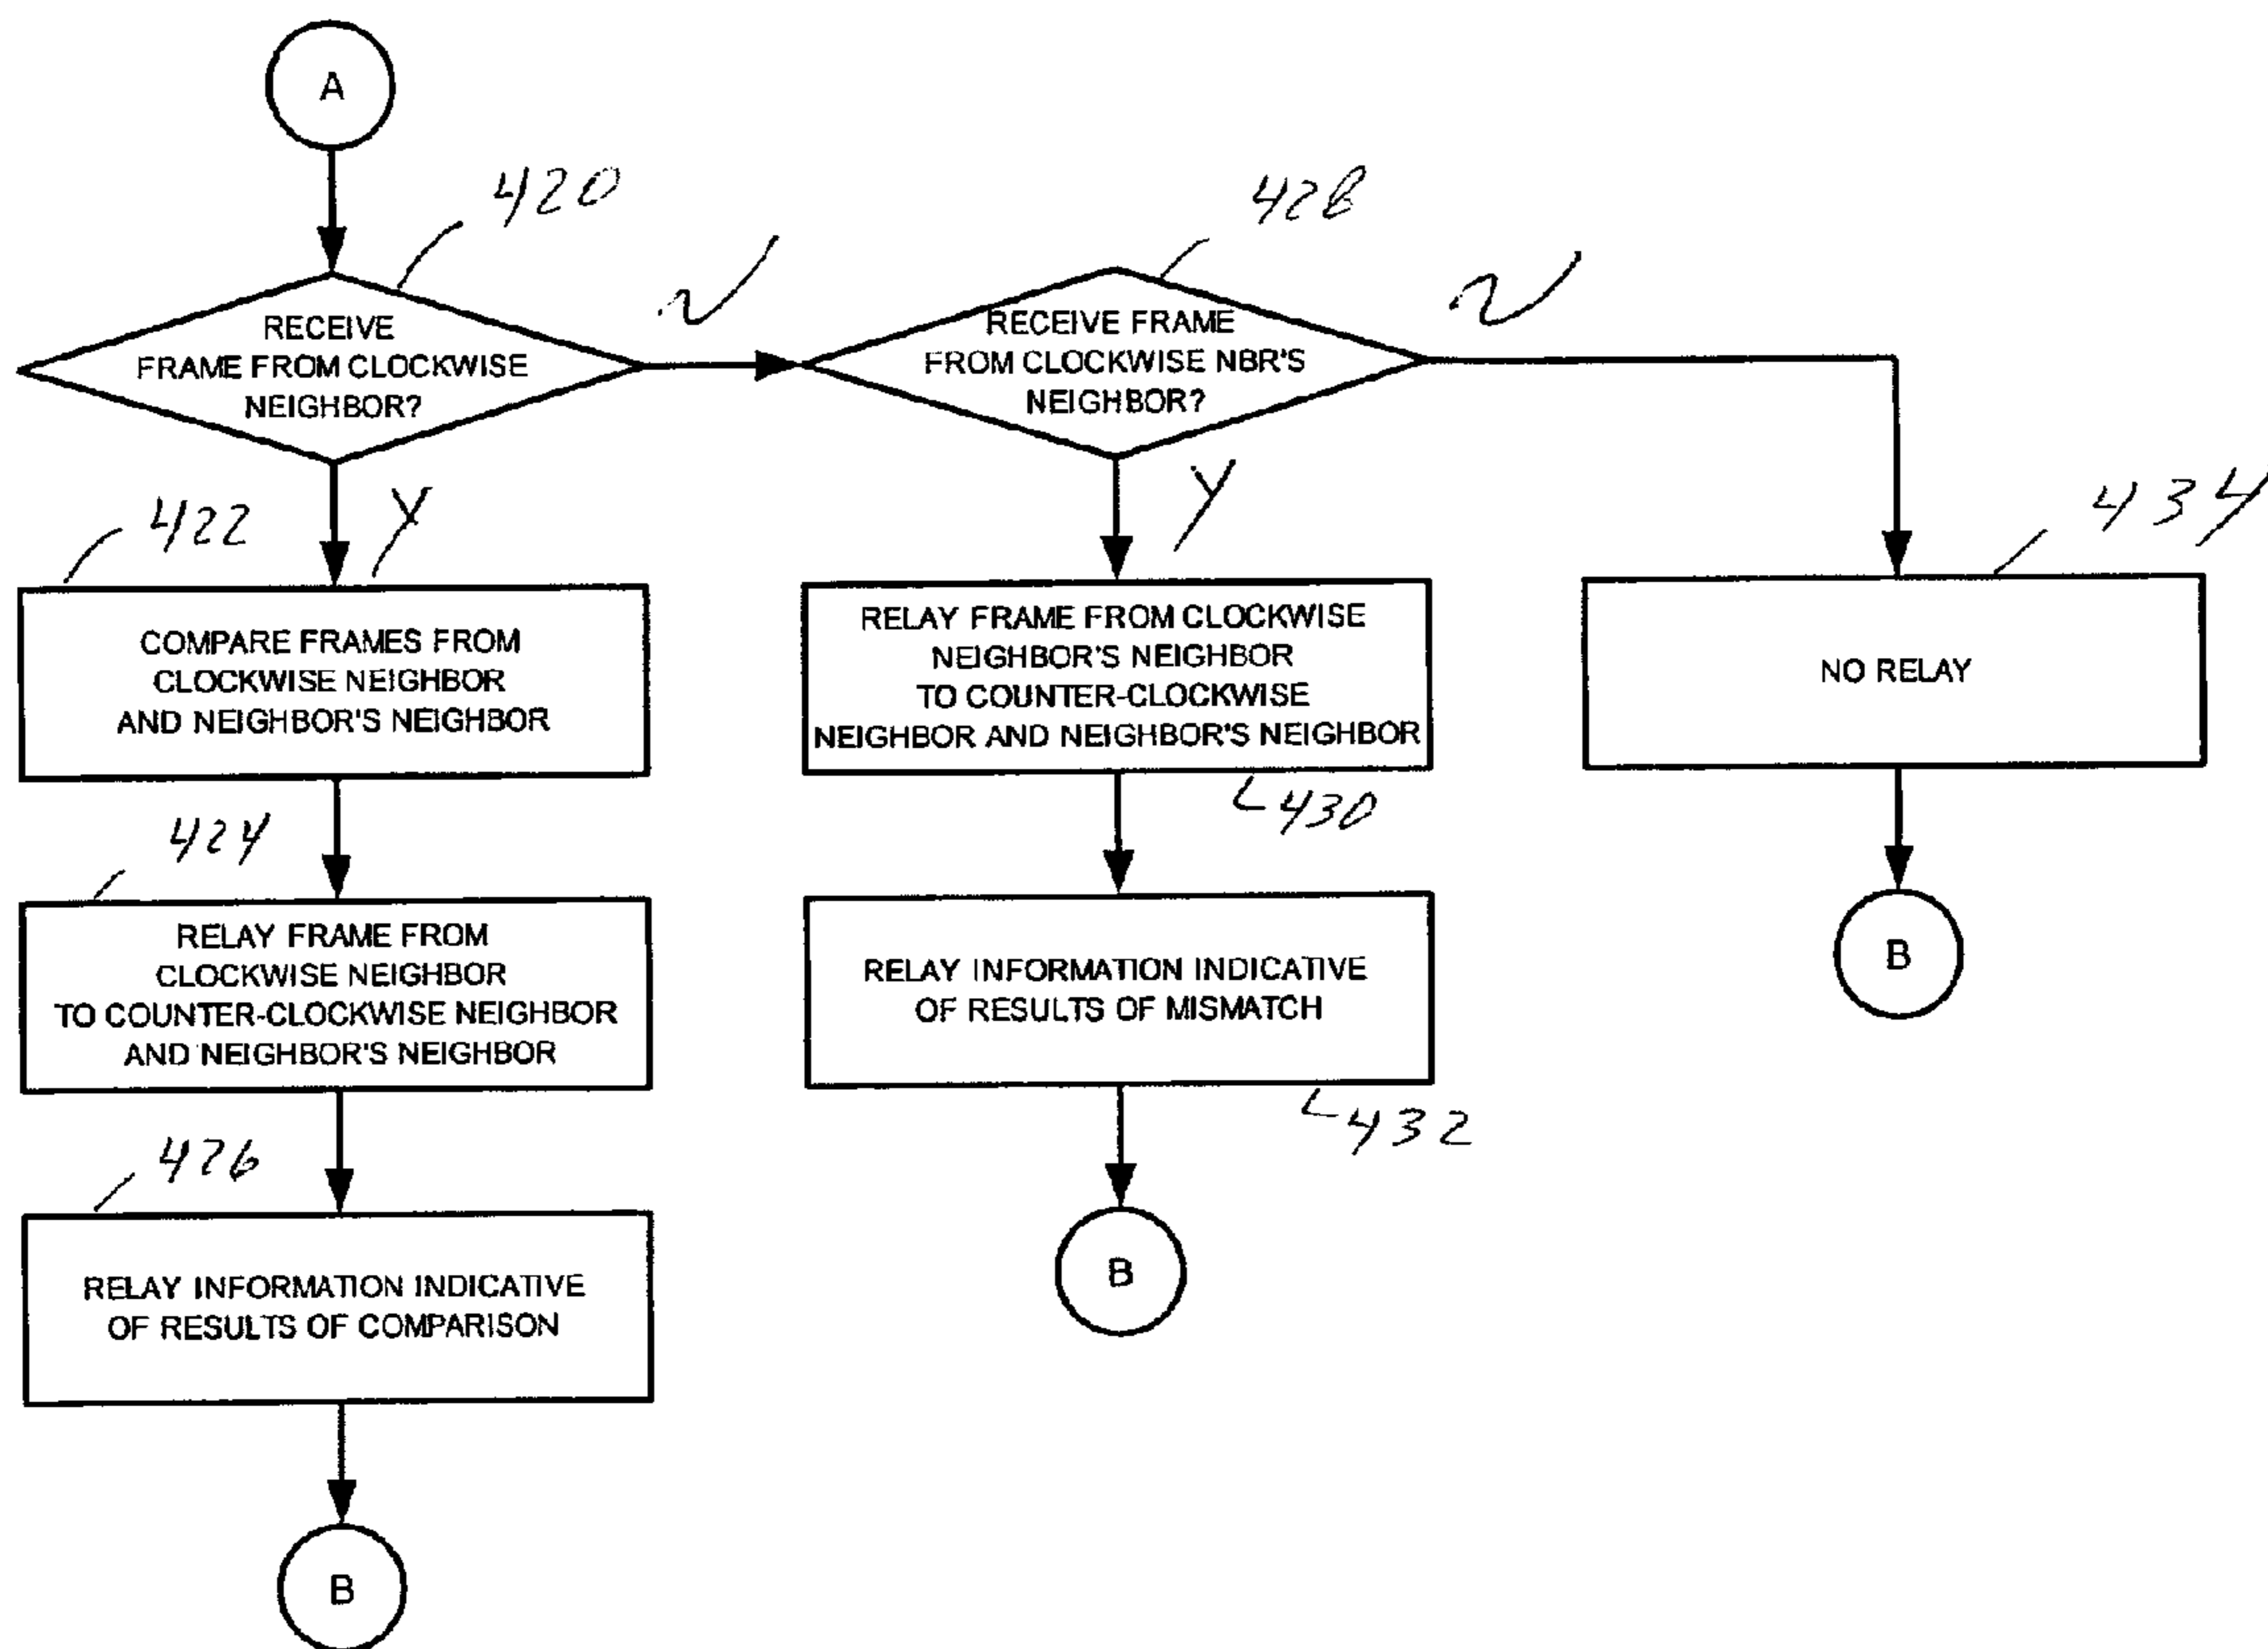 A
420
428
N
N
RECEIVE
FRAME FROM CLOCKWISE
NEIGHBOR?
RECEIVE FRAME
FROM CLOCKWISE NBR'S
NEIGHBOR?
422
Y
Y
434
COMPARE FRAMES FROM
CLOCKWISE NEIGHBOR
AND NEIGHBOR'S NEIGHBOR
RELAY FRAME FROM CLOCKWISE
NEIGHBOR'S NEIGHBOR
TO COUNTER-CLOCKWISE
NEIGHBOR AND NEIGHBOR'S NEIGHBOR
NO RELAY
430
424
RELAY FRAME FROM
CLOCKWISE NEIGHBOR
TO COUNTER-CLOCKWISE NEIGHBOR
AND NEIGHBOR'S NEIGHBOR
RELAY INFORMATION INDICATIVE
OF RESULTS OF MISMATCH
B
432
426
RELAY INFORMATION INDICATIVE
OF RESULTS OF COMPARISON
B
B